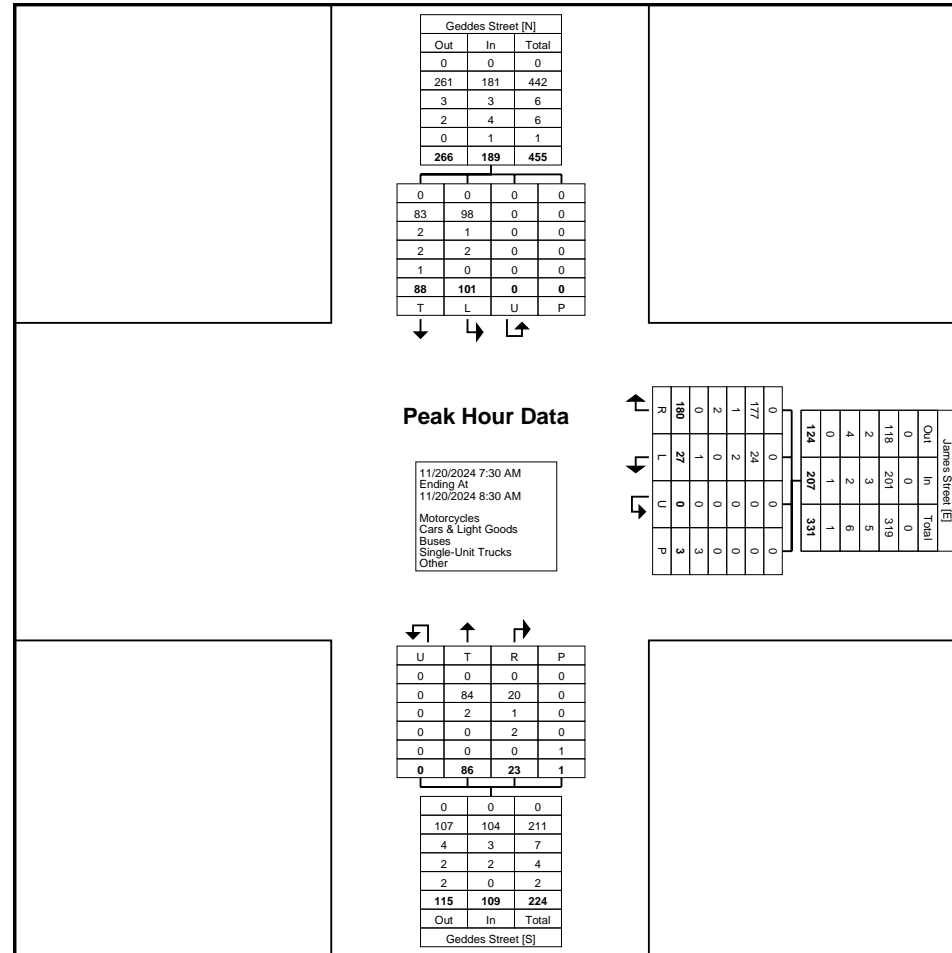 Geddes Street [N]
Out In Total
0 0 0
261 181 442
3 3 6
2 4 6
0 1 1
266 189 455
0 0 0 0
83 98 0 0
2 1 0 0
2 2 0 0
1 0 0 0
88 101 0 0
T L U P
Peak Hour Data
11/20/2024 7:30 AM
Ending At
11/20/2024 8:30 AM
Motorcycles
Cars & Light Goods
Buses
Single-Unit Trucks
Other
James Street [E]
Out In Total
0 0 0
118 201 319
2 3 5
4 2 6
0 1 1
124 207 331
0 0 0 0
177 24 0 0
1 2 0 0
2 0 0 0
0 1 0 3
180 27 0 3
R L U P
U T R P
0 0 0 0
0 84 20 0
0 2 1 0
0 0 2 0
0 0 0 1
0 86 23 1
0 0 0
107 104 211
4 3 7
2 2 4
2 0 2
115 109 224
Out In Total
Geddes Street [S]